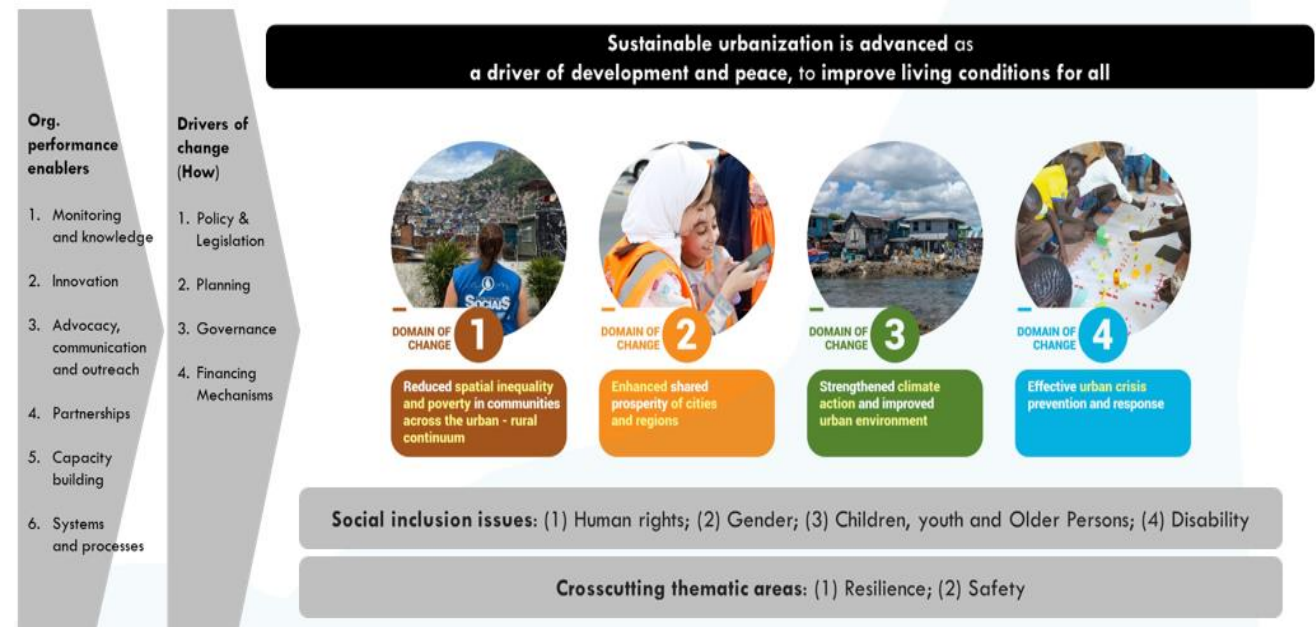 Sustainable urbanization is advanced as
a driver of development and peace, to improve living conditions for all
Org.
performance
enablers
1. Monitoring
and knowledge
2. Innovation
3. Advocacy,
communication
and outreach
4. Partnerships
5. Capacity
building
6. Systems
and processes
Drivers of
change
(How)
1. Policy &
Legislation
2. Planning
3. Governance
4. Financing
Mechanisms
SOCIAIS
DOMAIN OF
CHANGE
1
Reduced spatial inequality
and poverty in communities
across the urban - rural
continuum
DOMAIN OF
CHANGE
2
Enhanced shared
prosperity of cities
and regions
DOMAIN OF
CHANGE
3
Strengthened climate
action and improved
urban environment
DOMAIN OF
CHANGE
4
Effective urban crisis
prevention and response
Social inclusion issues: (1) Human rights; (2) Gender; (3) Children, youth and Older Persons; (4) Disability
Crosscutting thematic areas: (1) Resilience; (2) Safety